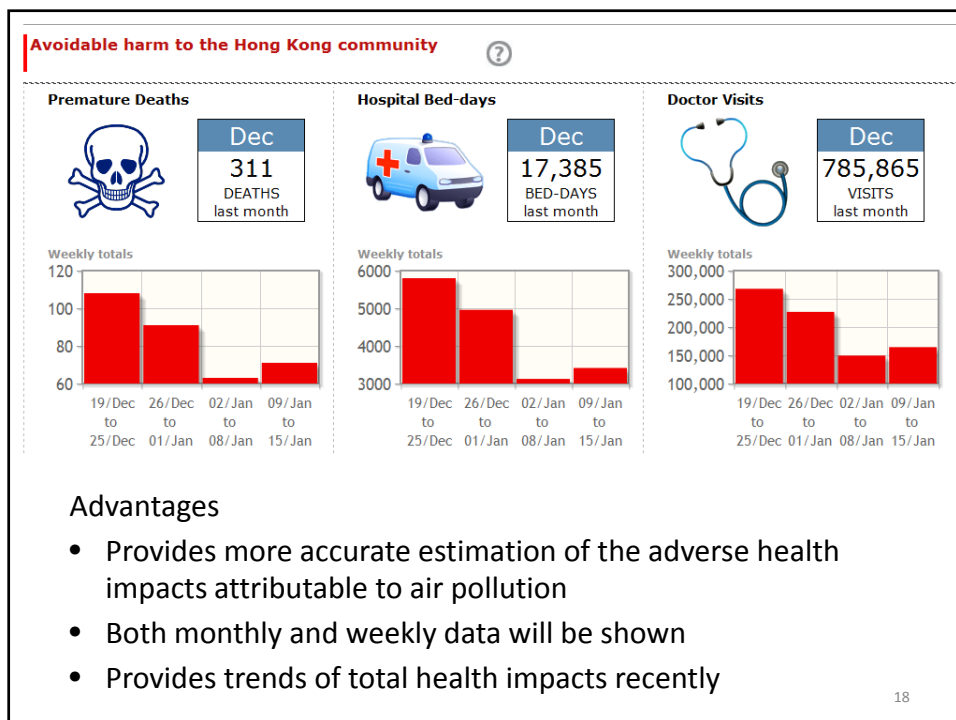 Avoidable harm to the Hong Kong community
?
Premature Deaths
Dec
311
DEATHS
last month
Weekly totals
120
100
80
60
19/Dec 26/Dec 02/Jan 09/Jan
to to to to
25/Dec 01/Jan 08/Jan 15/Jan
Hospital Bed-days
Dec
17,385
BED-DAYS
last month
Weekly totals
6000
5000
4000
3000
19/Dec 26/Dec 02/Jan 09/Jan
to to to to
25/Dec 01/Jan 08/Jan 15/Jan
Doctor Visits
Dec
785,865
VISITS
last month
Weekly totals
300,000
250,000
200,000
150,000
100,000
19/Dec 26/Dec 02/Jan 09/Jan
to to to to
25/Dec 01/Jan 08/Jan 15/Jan
Advantages
• Provides more accurate estimation of the adverse health
impacts attributable to air pollution
• Both monthly and weekly data will be shown
• Provides trends of total health impacts recently
18